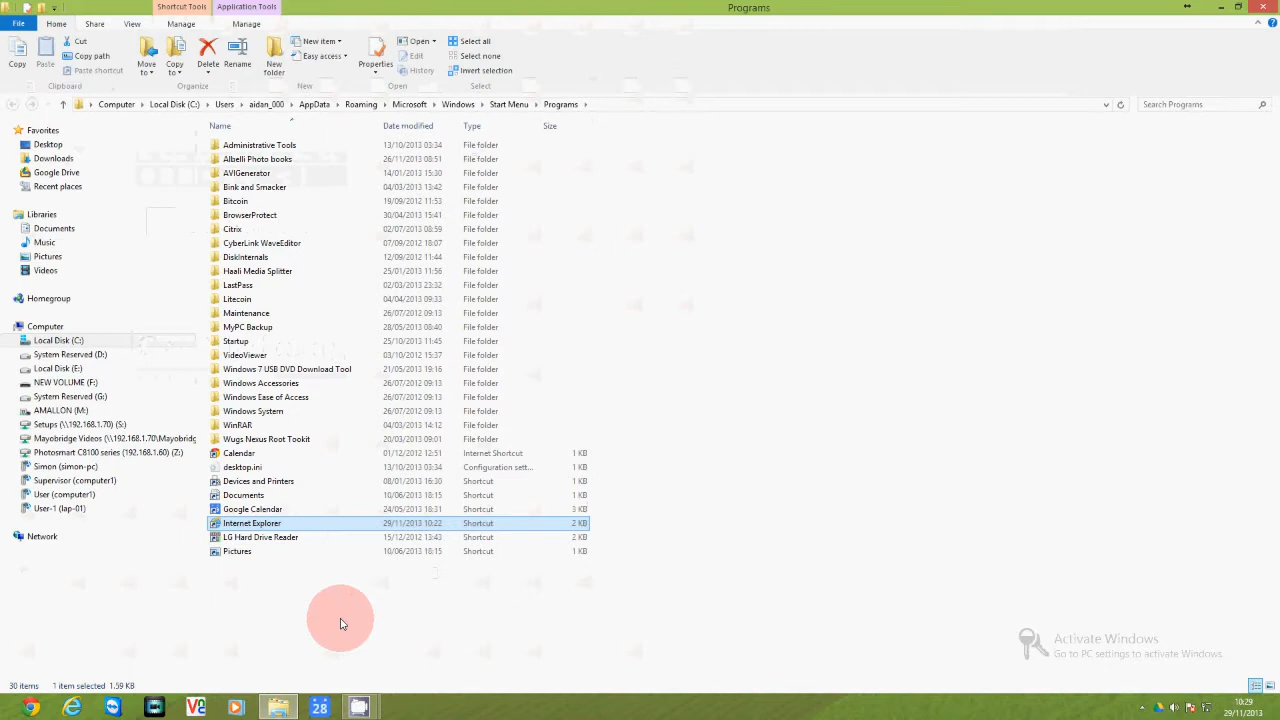 Shortcut Tools Application Tools Programs
File Home Share View Manage Manage
Copy Paste Cut Copy path Paste shortcut
Move to Copy to Delete Rename New folder
New item Easy access
Properties Open Edit History
Select all Select none Invert selection
Clipboard Organize New Open Select
Computer Local Disk (C:) Users aidan_000 AppData Roaming Microsoft Windows Start Menu Programs Search Programs
Favorites
Desktop
Downloads
Google Drive
Recent places
Libraries
Documents
Music
Pictures
Videos
Homegroup
Computer
Local Disk (C:)
System Reserved (D:)
Local Disk (E:)
NEW VOLUME (F:)
System Reserved (G:)
AMALLON (M:)
Setups (\\192.168.1.70) (S:)
Mayobridge Videos (\\192.168.1.70\Mayobridg
Photosmart C8100 series (192.168.1.60) (Z:)
Simon (simon-pc)
Supervisor (computer1)
User (computer1)
User-1 (lap-01)
Network
Name Date modified Type Size
Administrative Tools 13/10/2013 03:34 File folder
Albelli Photo books 26/11/2013 08:51 File folder
AVIGenerator 14/01/2013 15:30 File folder
Bink and Smacker 04/03/2013 13:42 File folder
Bitcoin 19/09/2012 11:53 File folder
BrowserProtect 30/04/2013 15:41 File folder
Citrix 02/07/2013 08:59 File folder
CyberLink WaveEditor 07/09/2012 18:07 File folder
DiskInternals 12/09/2012 11:44 File folder
Haali Media Splitter 25/01/2013 11:56 File folder
LastPass 02/03/2013 23:32 File folder
Litecoin 04/04/2013 09:33 File folder
Maintenance 26/07/2012 09:13 File folder
MyPC Backup 28/05/2013 08:40 File folder
Startup 25/10/2013 11:45 File folder
VideoViewer 03/10/2012 15:37 File folder
Windows 7 USB DVD Download Tool 21/05/2013 19:16 File folder
Windows Accessories 26/07/2012 09:13 File folder
Windows Ease of Access 26/07/2012 09:13 File folder
Windows System 26/07/2012 09:13 File folder
WinRAR 04/03/2013 14:12 File folder
Wugs Nexus Root Tookit 20/03/2013 09:01 File folder
Calendar 01/12/2012 12:51 Internet Shortcut 1 KB
desktop.ini 13/10/2013 03:34 Configuration sett... 1 KB
Devices and Printers 08/01/2013 16:30 Shortcut 1 KB
Documents 10/06/2013 18:15 Shortcut 1 KB
Google Calendar 24/05/2013 18:31 Shortcut 3 KB
Internet Explorer 29/11/2013 10:22 Shortcut 2 KB
LG Hard Drive Reader 15/12/2012 13:43 Shortcut 2 KB
Pictures 10/06/2013 18:15 Shortcut 1 KB
Activate Windows
Go to PC settings to activate Windows.
30 items 1 item selected 1.59 KB
28
10:29
29/11/2013